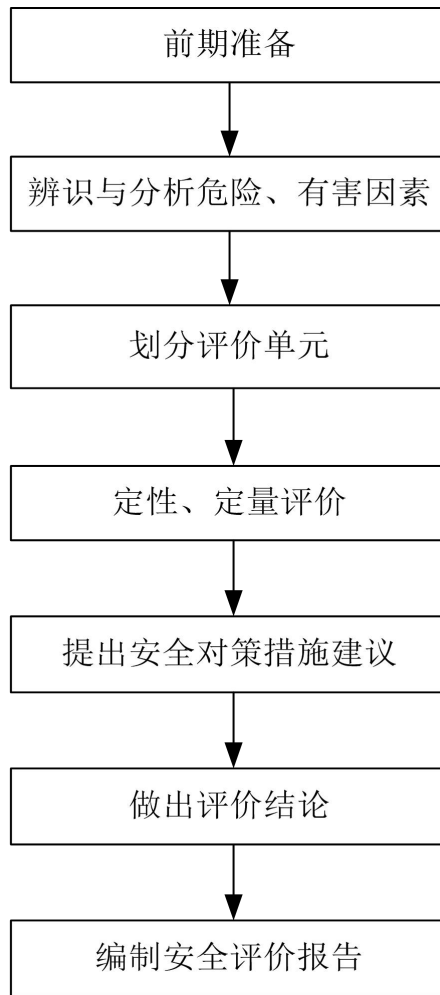 前期准备
辨识与分析危险、有害因素
划分评价单元
定性、定量评价
提出安全对策措施建议
做出评价结论
编制安全评价报告